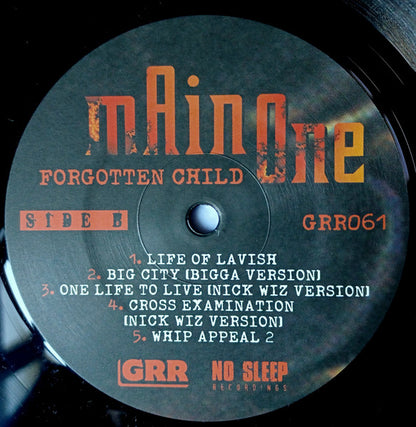 mAin One
FORGOTTEN CHILD
SIDE B
GRR061
1. LIFE OF LAVISH
2. BIG CITY (BIGGA VERSION)
3. ONE LIFE TO LIVE (NICK WIZ VERSION)
4. CROSS EXAMINATION
(NICK WIZ VERSION)
5. WHIP APPEAL 2
GRR
NO SLEEP
RECORDINGS